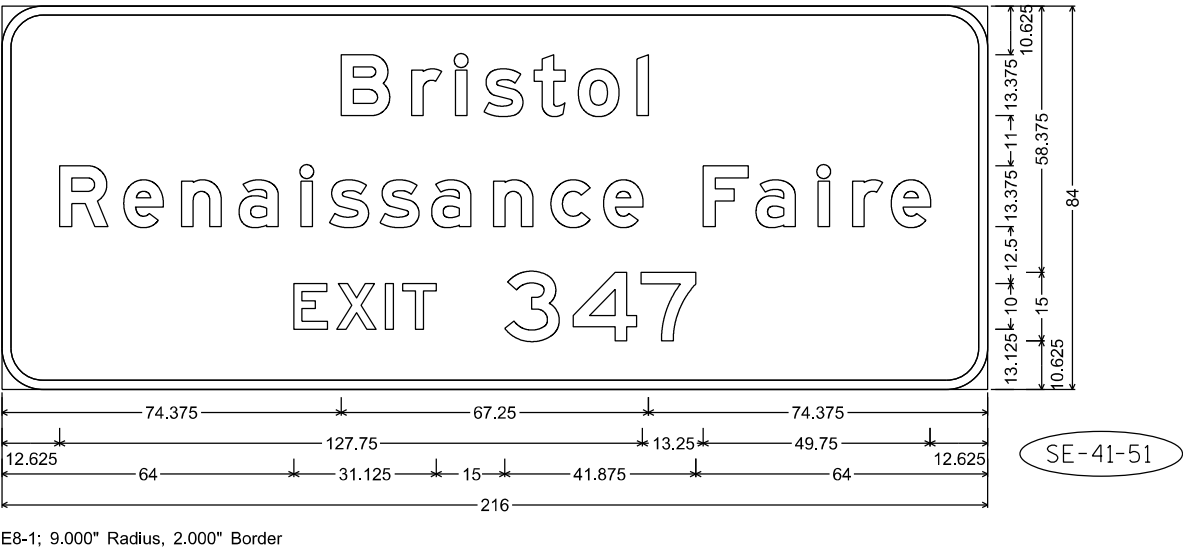 Bristol
Renaissance Faire
EXIT 347
10.625
13.375
11
13.375
12.5
10
13.125
58.375
15
10.625
84
74.375 67.25 74.375
12.625 127.75 13.25 49.75 12.625
64 31.125 15 41.875 64
216
SE-41-51
E8-1; 9.000" Radius, 2.000" Border